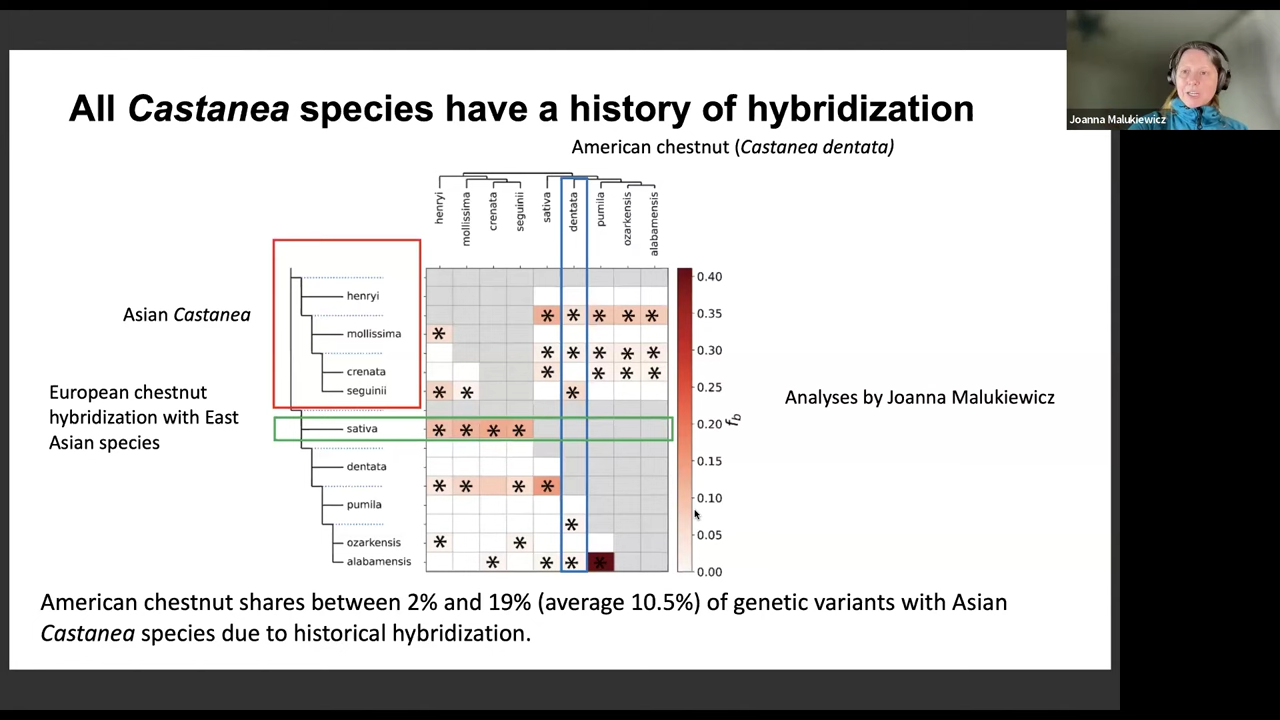 All Castanea species have a history of hybridization
Joanna Malukiewicz
American chestnut (Castanea dentata)
henryi
mollissima
crenata
seguinii
sativa
dentata
pumila
ozarkensis
alabamensis
Asian Castanea
European chestnut
hybridization with East
Asian species
henryi
mollissima
crenata
seguinii
sativa
dentata
pumila
ozarkensis
alabamensis
* * * * *
*
* * * * *
* * * *
* * *
* * * *
* * * *
*
* *
* * * *
*
0.40
0.35
0.30
0.25
0.20
0.15
0.10
0.05
0.00
fb
Analyses by Joanna Malukiewicz
American chestnut shares between 2% and 19% (average 10.5%) of genetic variants with Asian
Castanea species due to historical hybridization.